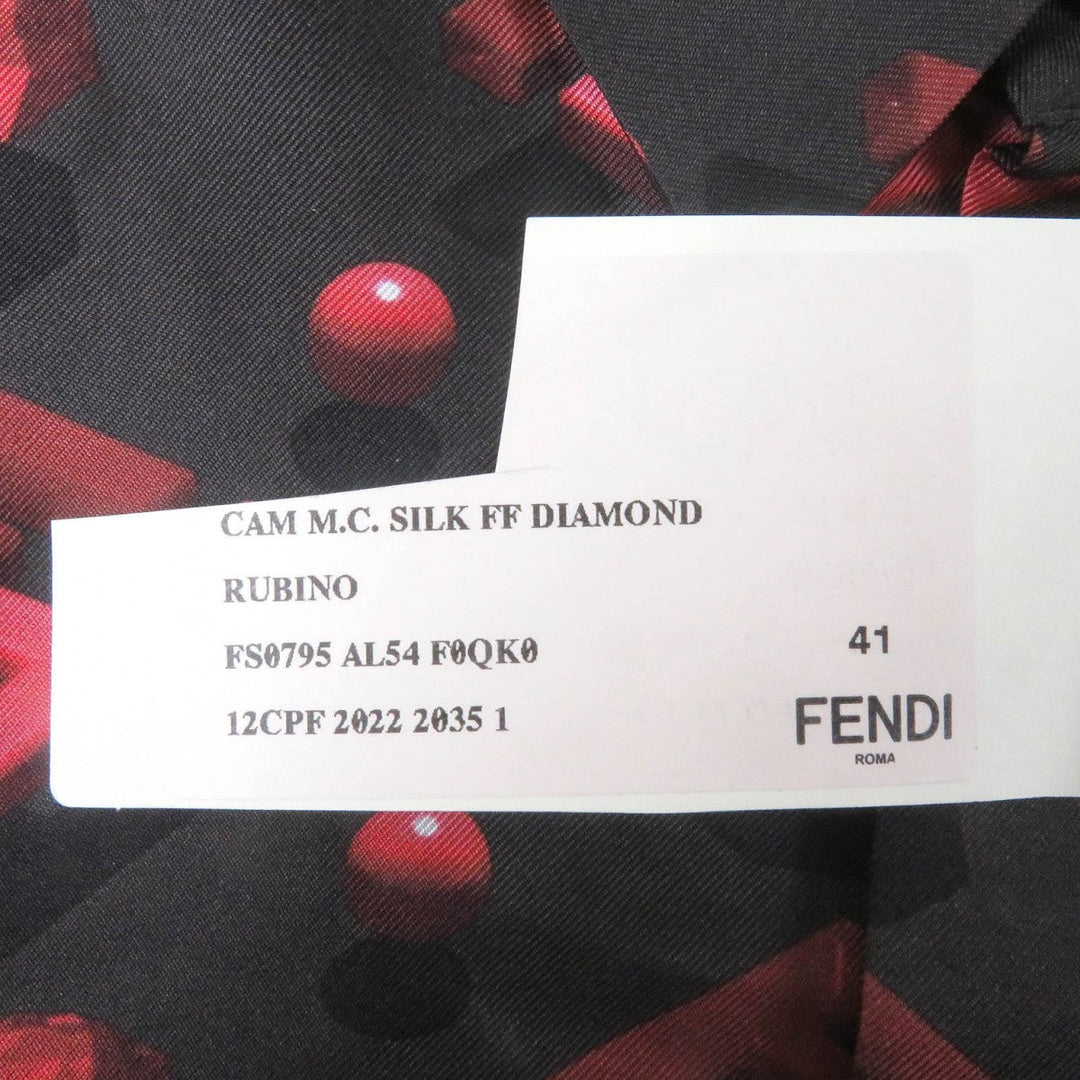 CAM M.C. SILK FF DIAMOND
RUBINO
FS0795 AL54 F0QK0
12CPF 2022 2035 1
41
FENDI
ROMA